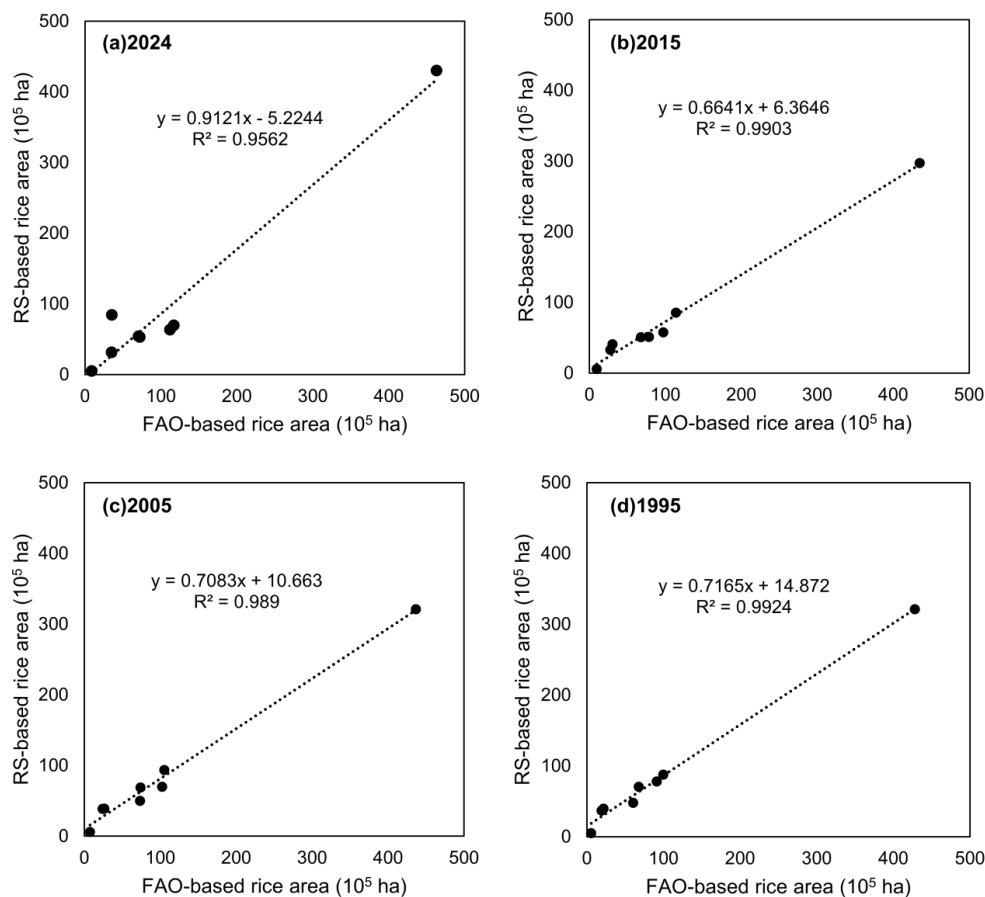 (a)2024
y = 0.9121x - 5.2244
R² = 0.9562
RS-based rice area (10⁵ ha)
500
400
300
200
100
0
0 100 200 300 400 500
FAO-based rice area (10⁵ ha)
(b)2015
y = 0.6641x + 6.3646
R² = 0.9903
RS-based rice area (10⁵ ha)
500
400
300
200
100
0
0 100 200 300 400 500
FAO-based rice area (10⁵ ha)
(c)2005
y = 0.7083x + 10.663
R² = 0.989
RS-based rice area (10⁵ ha)
500
400
300
200
100
0
0 100 200 300 400 500
FAO-based rice area (10⁵ ha)
(d)1995
y = 0.7165x + 14.872
R² = 0.9924
RS-based rice area (10⁵ ha)
500
400
300
200
100
0
0 100 200 300 400 500
FAO-based rice area (10⁵ ha)